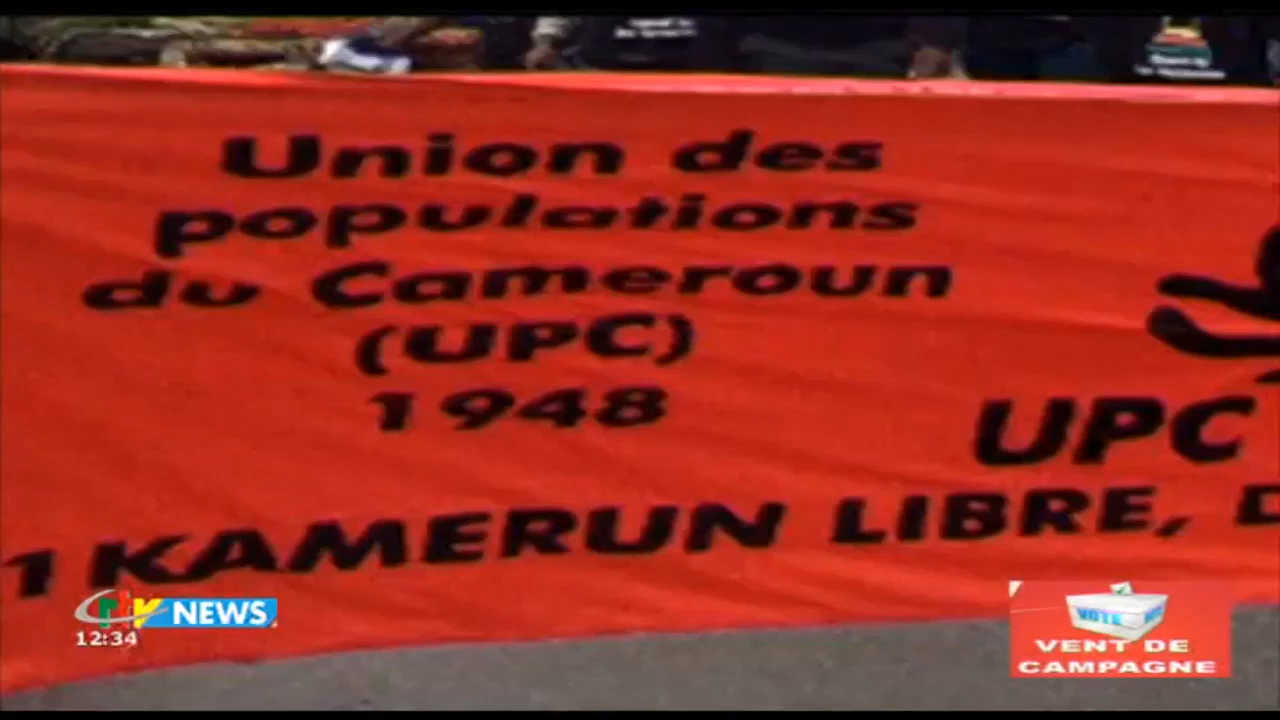 Union des
populations
du Cameroun
(UPC)
1948
UPC
1 KAMERUN LIBRE,
NEWS
12:34
VOTE
VENT DE
CAMPAGNE